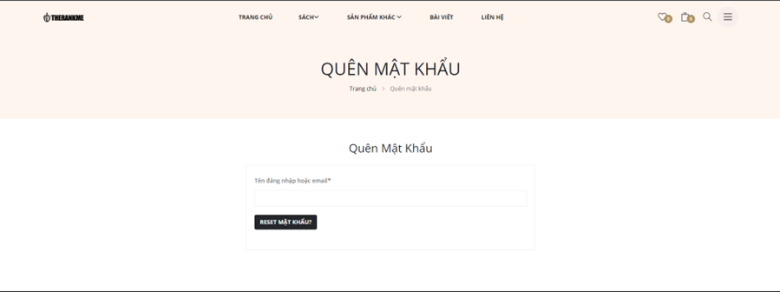 THERANKME
TRANG CHỦ SÁCH SẢN PHẨM KHÁC BÀI VIẾT LIÊN HỆ
QUÊN MẬT KHẨU
Trang chủ > Quên mật khẩu
Quên Mật Khẩu
Tên đăng nhập hoặc email*
RESET MẬT KHẨU?